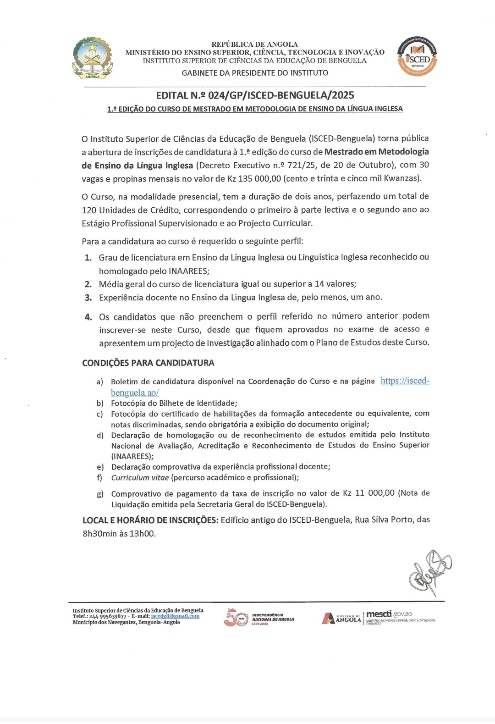 REPÚBLICA DE ANGOLA
MINISTÉRIO DO ENSINO SUPERIOR, CIÊNCIA, TECNOLOGIA E INOVAÇÃO
INSTITUTO SUPERIOR DE CIÊNCIAS DA EDUCAÇÃO DE BENGUELA
GABINETE DA PRESIDENTE DO INSTITUTO
ISCED
EDITAL N.º 024/GP/ISCED-BENGUELA/2025
1.ª EDIÇÃO DO CURSO DE MESTRADO EM METODOLOGIA DE ENSINO DA LÍNGUA INGLESA
O Instituto Superior de Ciências da Educação de Benguela (ISCED-Benguela) torna pública
a abertura de inscrições de candidatura à 1.ª edição do curso de Mestrado em Metodologia
de Ensino da Língua Inglesa (Decreto Executivo n.º 721/25, de 20 de Outubro), com 30
vagas e propinas mensais no valor de Kz 135 000,00 (cento e trinta e cinco mil Kwanzas).
O Curso, na modalidade presencial, tem a duração de dois anos, perfazendo um total de
120 Unidades de Crédito, correspondendo o primeiro à parte lectiva e o segundo ano ao
Estágio Profissional Supervisionado e ao Projecto Curricular.
Para a candidatura ao curso é requerido o seguinte perfil:
1. Grau de licenciatura em Ensino da Língua Inglesa ou Linguística Inglesa reconhecido ou
homologado pelo INAAREES;
2. Média geral do curso de licenciatura igual ou superior a 14 valores;
3. Experiência docente no Ensino da Língua Inglesa de, pelo menos, um ano.
4. Os candidatos que não preenchem o perfil referido no número anterior podem
inscrever-se neste Curso, desde que fiquem aprovados no exame de acesso e
apresentem um projecto de investigação alinhado com o Plano de Estudos deste Curso.
CONDIÇÕES PARA CANDIDATURA
a) Boletim de candidatura disponível na Coordenação do Curso e na página https://isced-
benguela.ao/
b) Fotocópia do Bilhete de Identidade;
c) Fotocópia do certificado de habilitações da formação antecedente ou equivalente, com
notas discriminadas, sendo obrigatória a exibição do documento original;
d) Declaração de homologação ou de reconhecimento de estudos emitida pelo Instituto
Nacional de Avaliação, Acreditação e Reconhecimento de Estudos do Ensino Superior
(INAAREES);
e) Declaração comprovativa da experiência profissional docente;
f) Curriculum vitae (percurso académico e profissional);
g) Comprovativo de pagamento da taxa de inscrição no valor de Kz 11 000,00 (Nota de
Liquidação emitida pela Secretaria Geral do ISCED-Benguela).
LOCAL E HORÁRIO DE INSCRIÇÕES: Edifício antigo do ISCED-Benguela, Rua Silva Porto, das
8h30min às 13h00.
Instituto Superior de Ciências da Educação de Benguela
Município dos Navegantes, Benguela-Angola
50 INDEPENDÊNCIA
NACIONAL DE ANGOLA
GOVERNO DE
ANGOLA
mescti.gov.ao